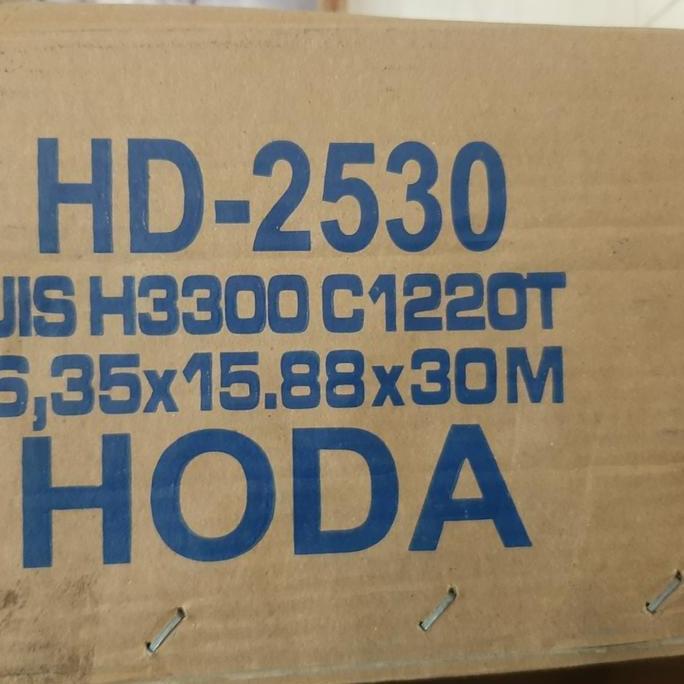 HD-2530
JIS H3300 C1220T
6,35x15.88x30M
HODA